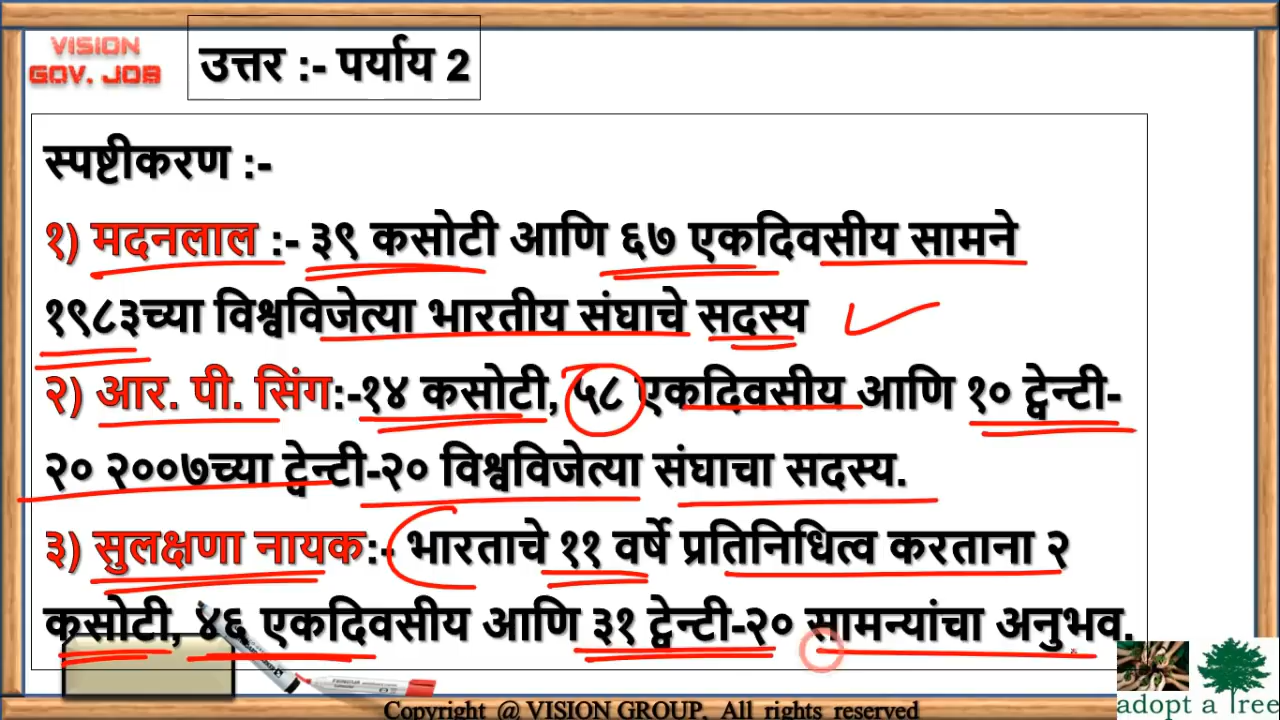 VISION
GOV. JOB
उत्तर :- पर्याय 2
स्पष्टीकरण :-
१) मदनलाल :- ३९ कसोटी आणि ६७ एकदिवसीय सामने
१९८३च्या विश्वविजेत्या भारतीय संघाचे सदस्य
२) आर. पी. सिंग:-१४ कसोटी, ५८ एकदिवसीय आणि १० ट्वेन्टी-
२० २००७च्या ट्वेन्टी-२० विश्वविजेत्या संघाचा सदस्य.
३) सुलक्षणा नायक:- भारताचे ११ वर्षे प्रतिनिधित्व करताना २
कसोटी, ४६ एकदिवसीय आणि ३१ ट्वेन्टी-२० सामन्यांचा अनुभव.
adopt a Tree
Copyright @ VISION GROUP. All rights reserved